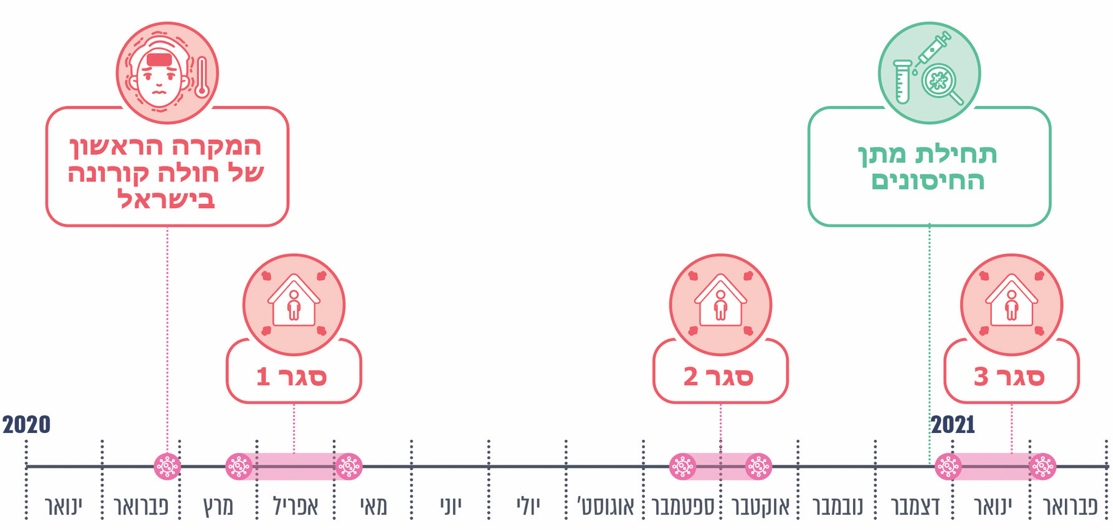 המקרה הראשון
של חולה קורונה
בישראל
תחילת מתן
החיסונים
סגר 1
סגר 2
סגר 3
2020
2021
ינואר
פברואר
מרץ
אפריל
מאי
יוני
יולי
אוגוסט'
ספטמבר
אוקטבר
נובמבר
דצמבר
ינואר
פברואר